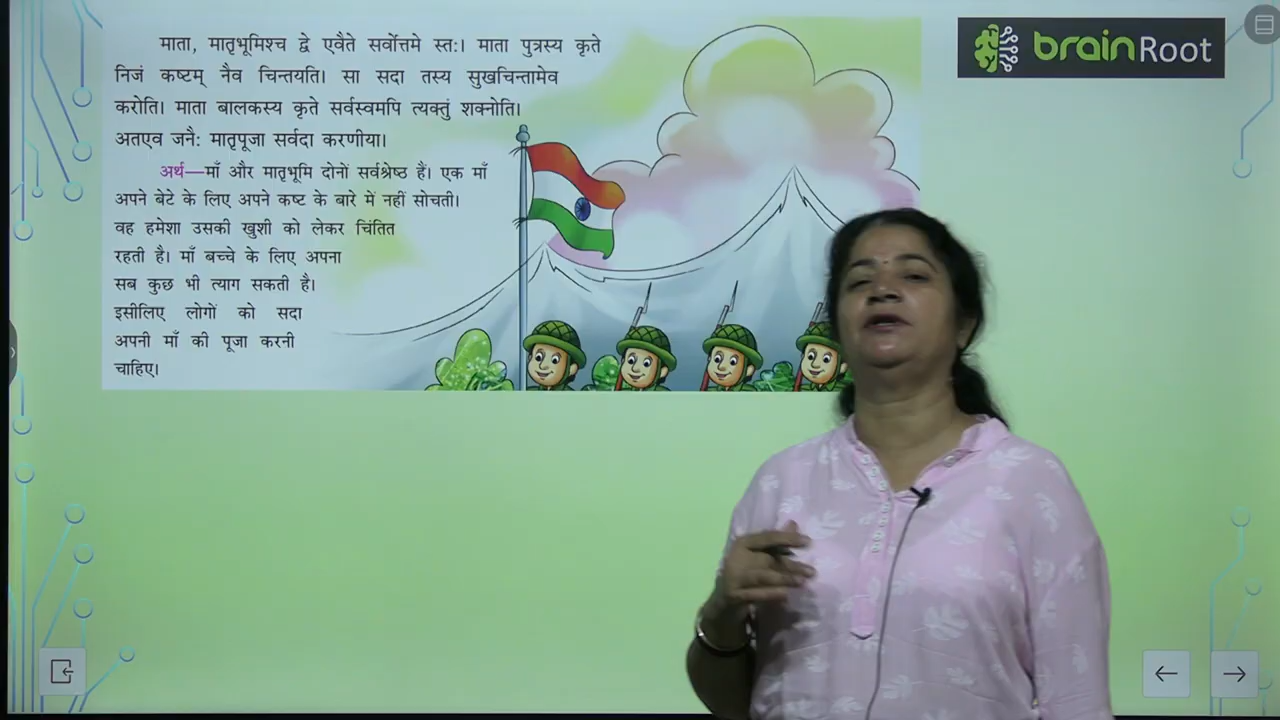 माता, मातृभूमिश्च द्वे एवैते सर्वोत्तमे स्तः। माता पुत्रस्य कृते
निजं कष्टम् नैव चिन्तयति। सा सदा तस्य सुखचिन्तामेव
करोति। माता बालकस्य कृते सर्वस्वमपि त्यक्तुं शक्नोति।
अतएव जनैः मातृपूजा सर्वदा करणीया।
अर्थ—माँ और मातृभूमि दोनों सर्वश्रेष्ठ हैं। एक माँ
अपने बेटे के लिए अपने कष्ट के बारे में नहीं सोचती।
वह हमेशा उसकी खुशी को लेकर चिंतित
रहती है। माँ बच्चे के लिए अपना
सब कुछ भी त्याग सकती है।
इसीलिए लोगों को सदा
अपनी माँ की पूजा करनी
चाहिए।
brainRoot